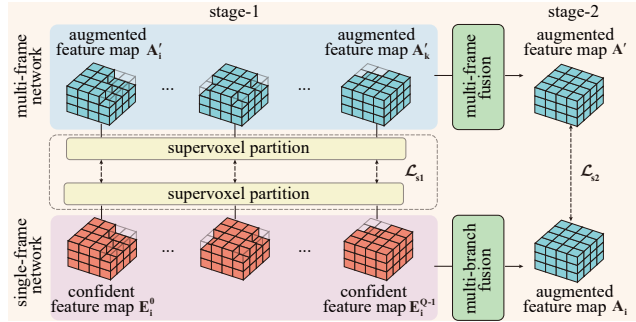 stage-1
stage-2
multi-frame
network
augmented
feature map A′ᵢ
augmented
feature map A′ₖ
...
...
multi-frame
fusion
augmented
feature map A′
supervoxel partition
supervoxel partition
ℒs1
ℒs2
single-frame
network
...
...
confident
feature map Eᵢ⁰
confident
feature map Eᵢ^Q-1
multi-branch
fusion
augmented
feature map Aᵢ